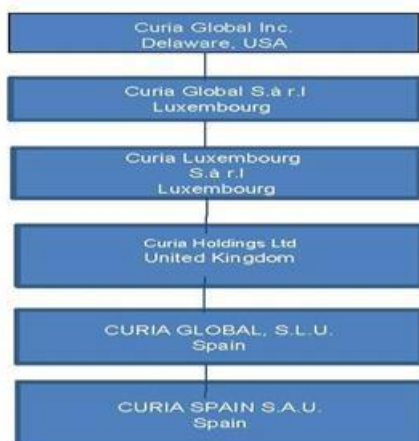 Curia Global Inc.
Delaware, USA
Curia Global S.à r.l
Luxembourg
Curia Luxembourg
S.à r.l
Luxembourg
Curia Holdings Ltd
United Kingdom
CURIA GLOBAL, S.L.U.
Spain
CURIA SPAIN S.A.U.
Spain